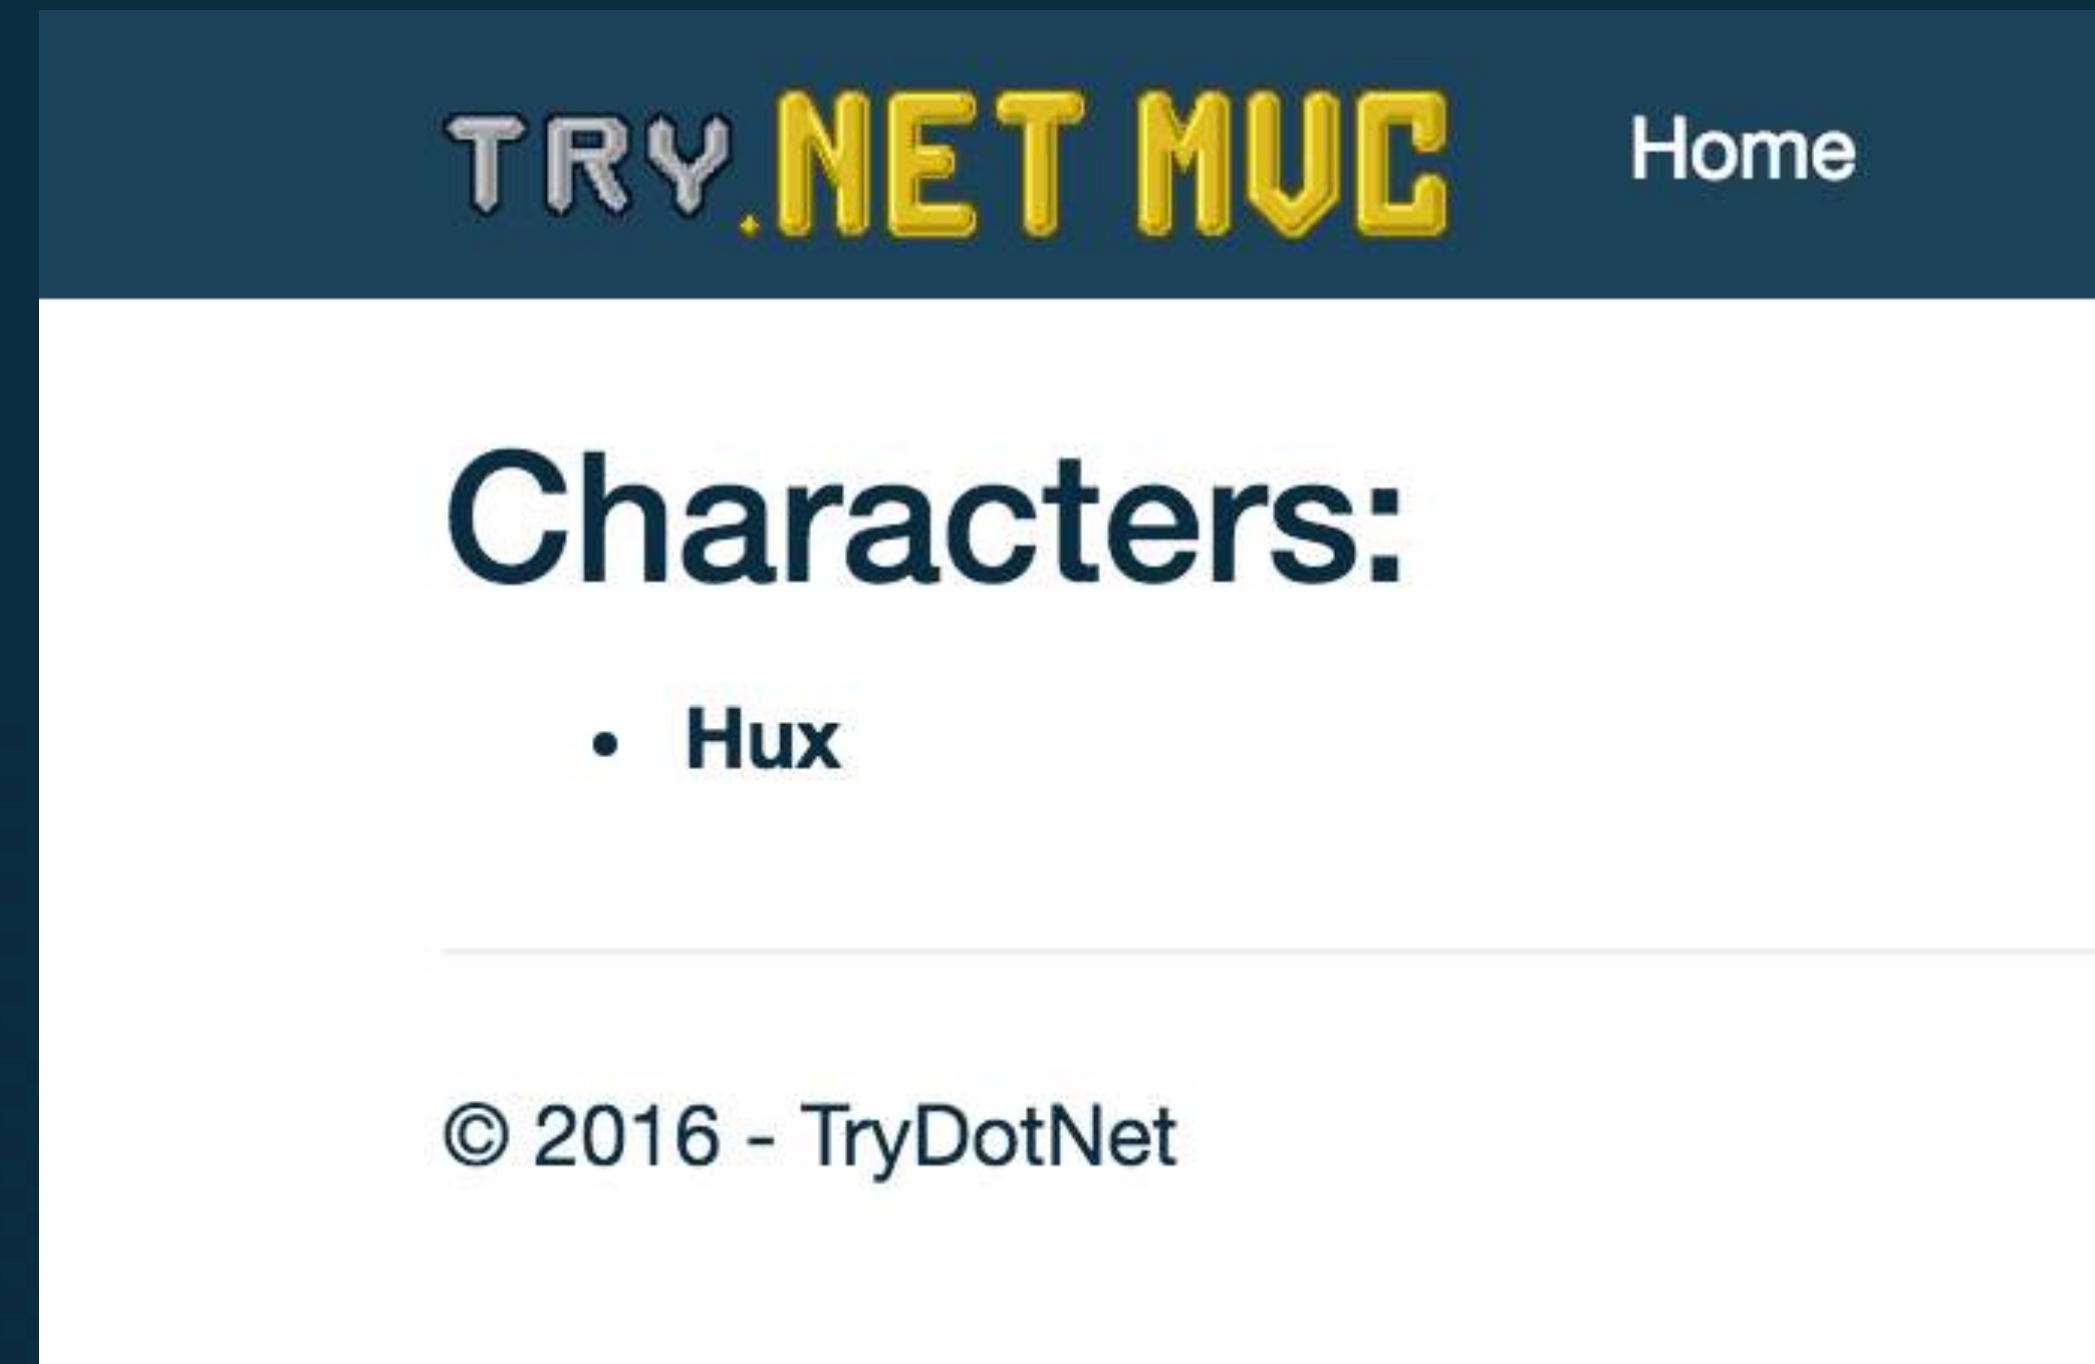 TRY .NET MVC Home
Characters:
• Hux
© 2016 - TryDotNet